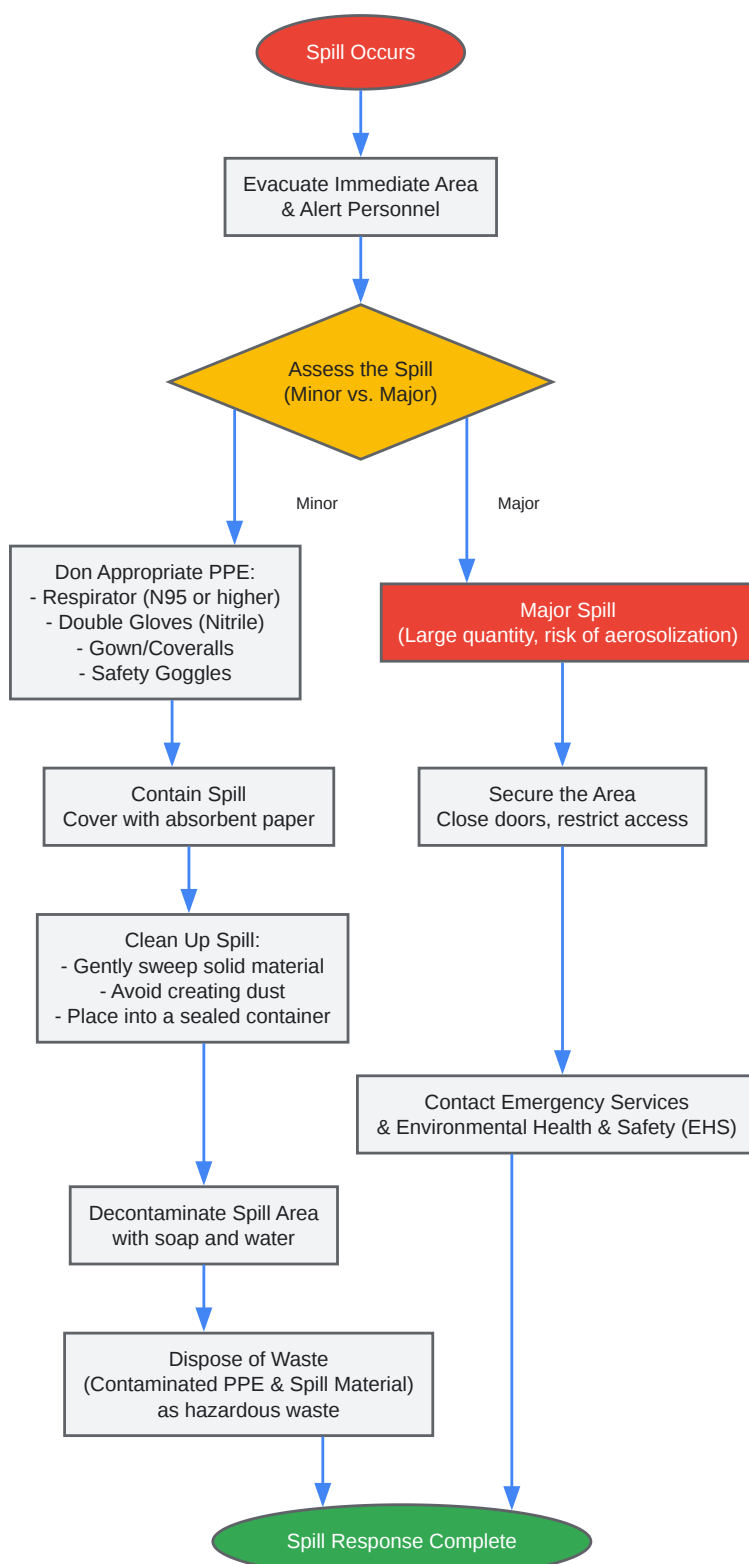 Spill Occurs
Evacuate Immediate Area
& Alert Personnel
Assess the Spill
(Minor vs. Major)
Minor
Major
Don Appropriate PPE:
- Respirator (N95 or higher)
- Double Gloves (Nitrile)
- Gown/Coveralls
- Safety Goggles
Major Spill
(Large quantity, risk of aerosolization)
Contain Spill
Cover with absorbent paper
Secure the Area
Close doors, restrict access
Clean Up Spill:
- Gently sweep solid material
- Avoid creating dust
- Place into a sealed container
Contact Emergency Services
& Environmental Health & Safety (EHS)
Decontaminate Spill Area
with soap and water
Dispose of Waste
(Contaminated PPE & Spill Material)
as hazardous waste
Spill Response Complete